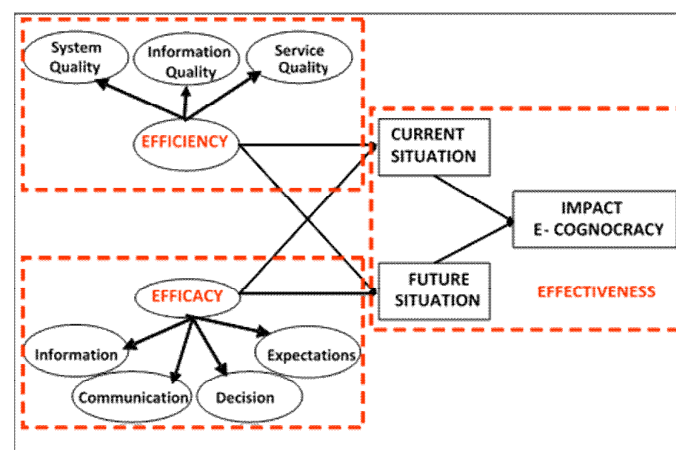 System
Quality
Information
Quality
Service
Quality
EFFICIENCY
CURRENT
SITUATION
IMPACT
E- COGNOCRACY
FUTURE
SITUATION
EFFECTIVENESS
EFFICACY
Information
Expectations
Communication
Decision